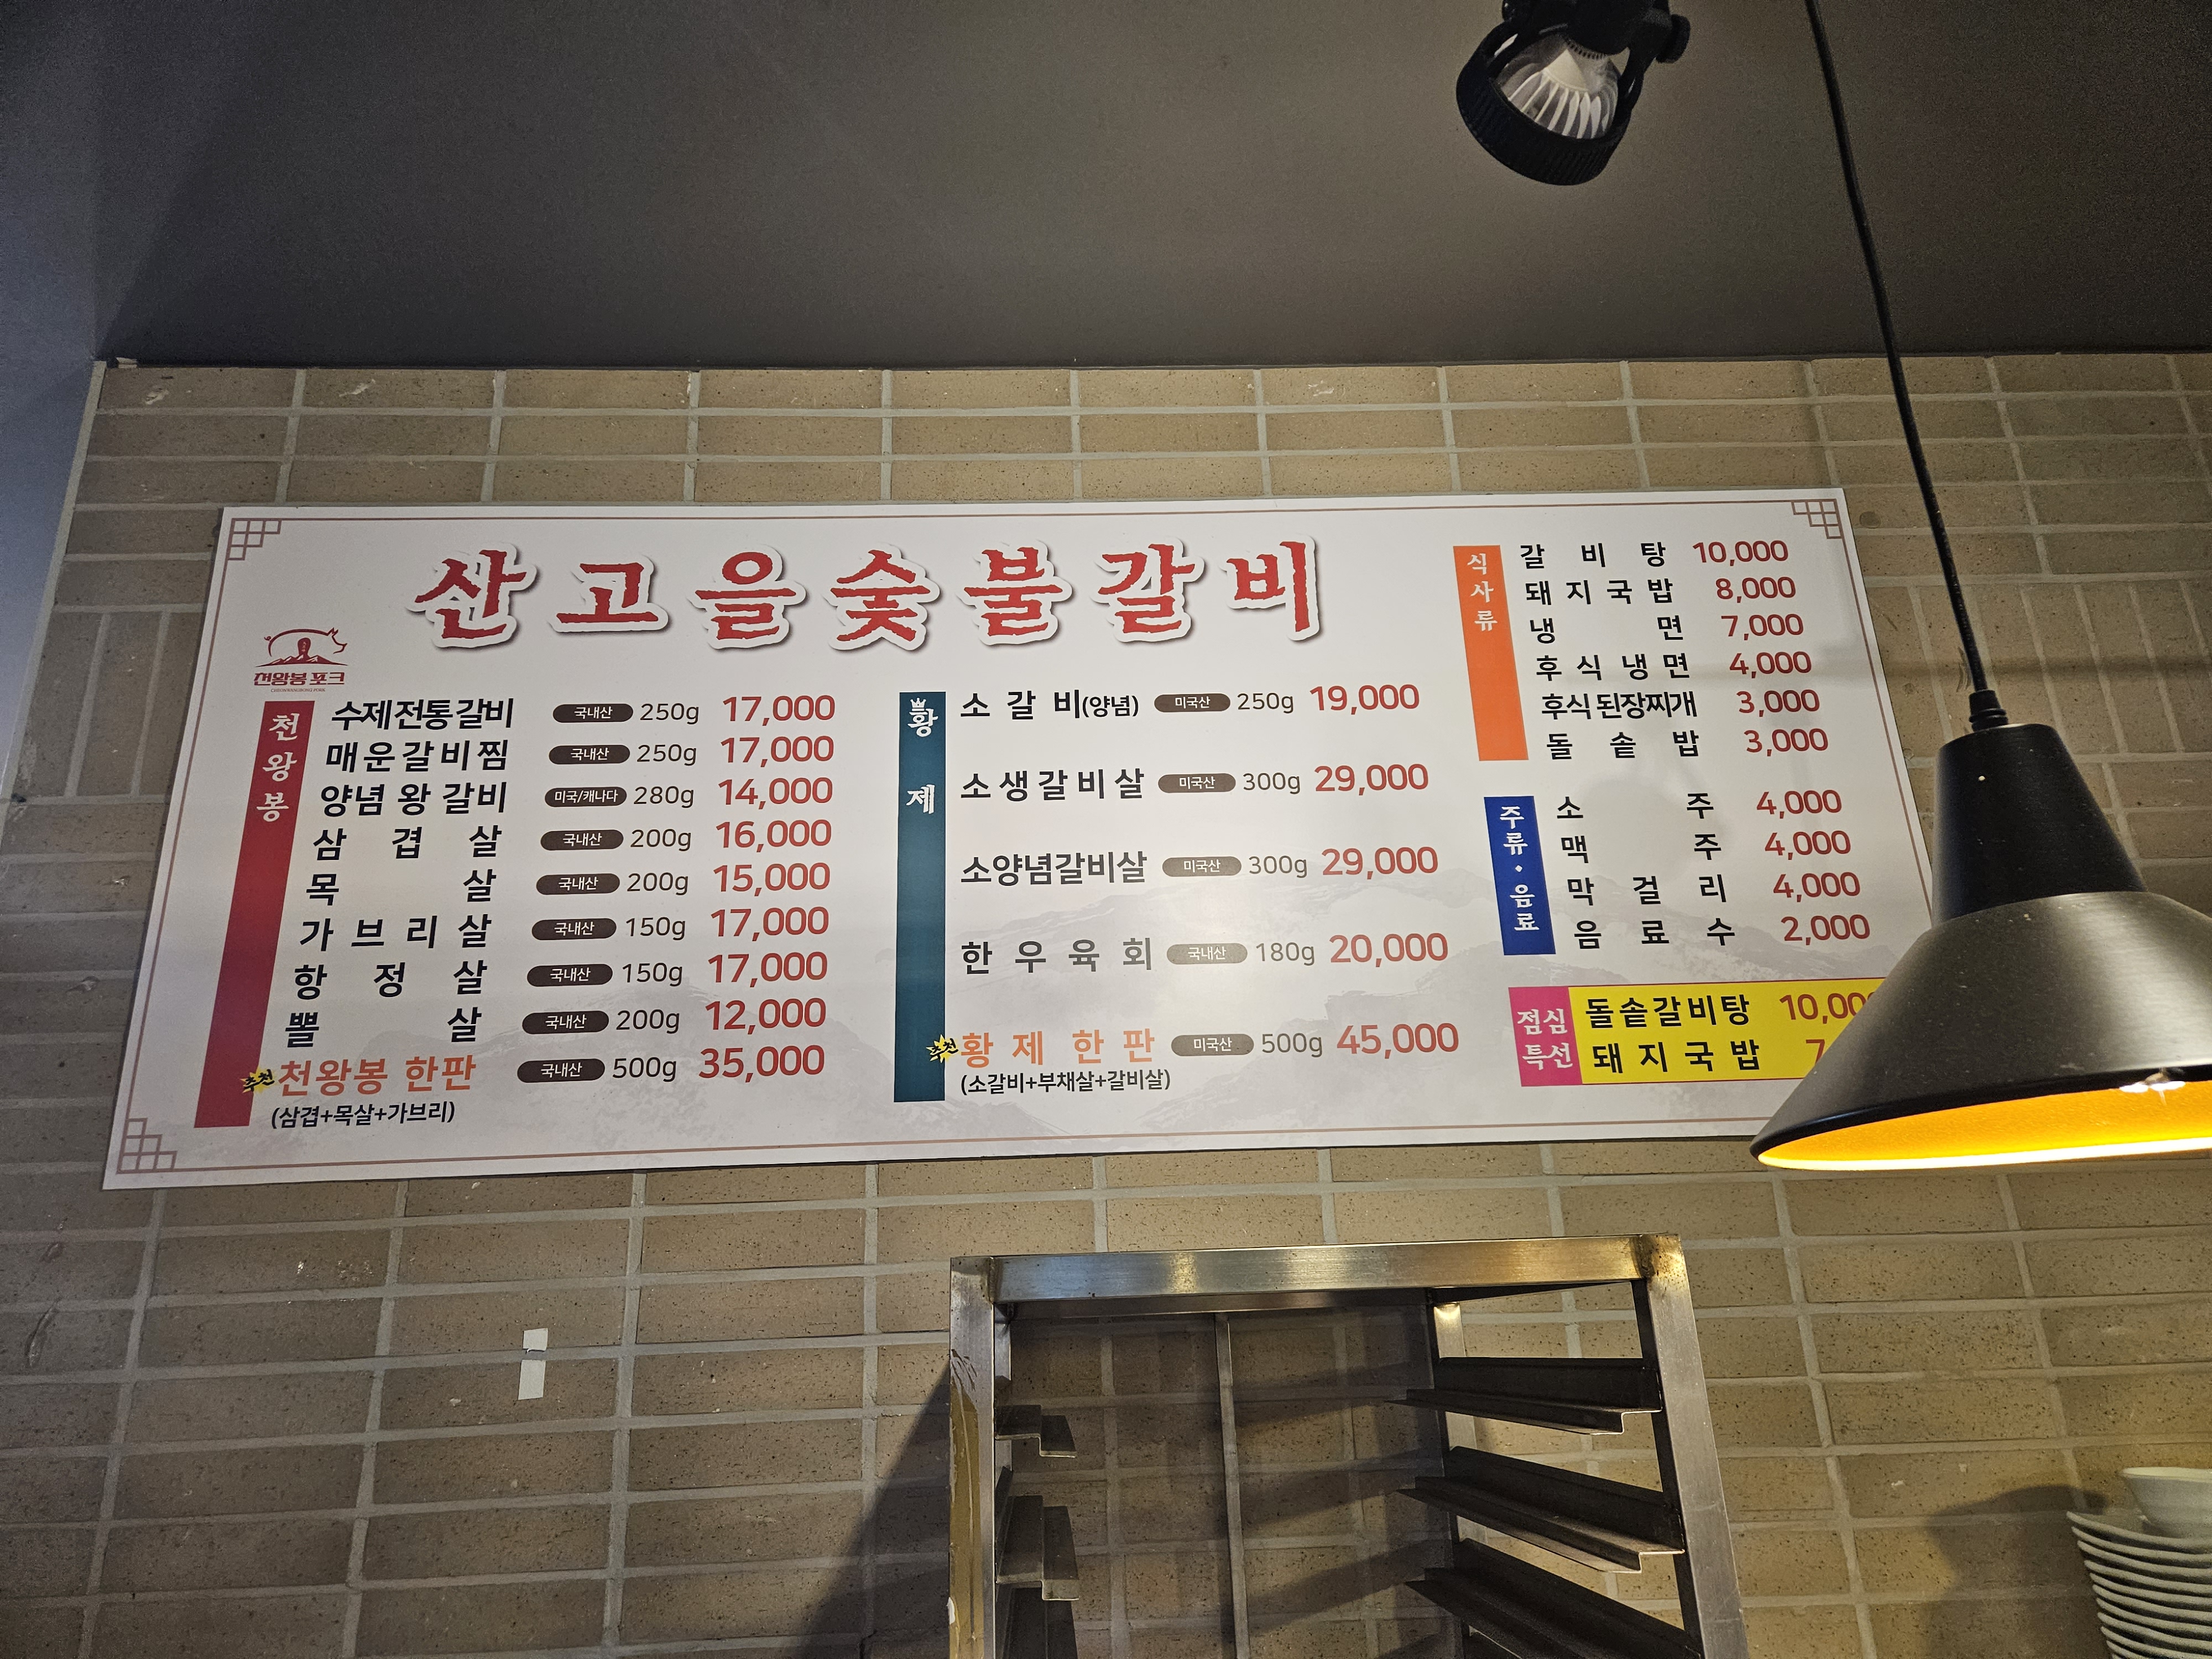 산고을숯불갈비
천왕봉 포크
CHEONWANGBONG PORK
천왕봉
수제전통갈비 국내산 250g 17,000
매운갈비찜 국내산 250g 17,000
양념왕갈비 미국/캐나다 280g 14,000
삼겹살 국내산 200g 16,000
목살 국내산 200g 15,000
가브리살 국내산 150g 17,000
항정살 국내산 150g 17,000
뽈살 국내산 200g 12,000
추천 천왕봉 한판 국내산 500g 35,000
(삼겹+목살+가브리)
황제
소갈비(양념) 미국산 250g 19,000
소생갈비살 미국산 300g 29,000
소양념갈비살 미국산 300g 29,000
한우육회 국내산 180g 20,000
추천 황제 한판 미국산 500g 45,000
(소갈비+부채살+갈비살)
식사류
갈비탕 10,000
돼지국밥 8,000
냉면 7,000
후식냉면 4,000
후식된장찌개 3,000
돌솥밥 3,000
주류·음료
소주 4,000
맥주 4,000
막걸리 4,000
음료수 2,000
점심특선
돌솥갈비탕
돼지국밥